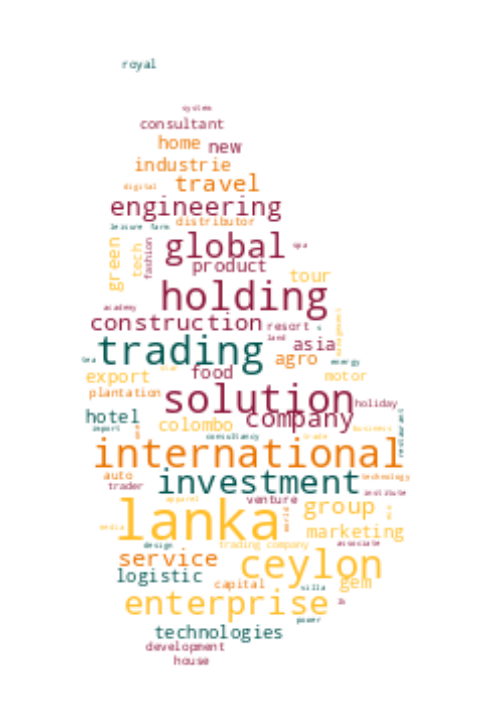 royal
system
consultant
home new
industrie
digital travel
engineering
leisure farm distributor
green tech fashion global spa
product
tour
holding
academy management
construction resort
land
trading asia
tea star agro energy
export food motor
plantation
solution holiday
hotel company restaurant
import colombo business
consultancy trade
international
auto investment technology
trader institute
apparel venture
lanka world group
media marketing
design trading company associate
service ceylon
logistic capital villa gem
enterprise lk
power
technologies
development
house